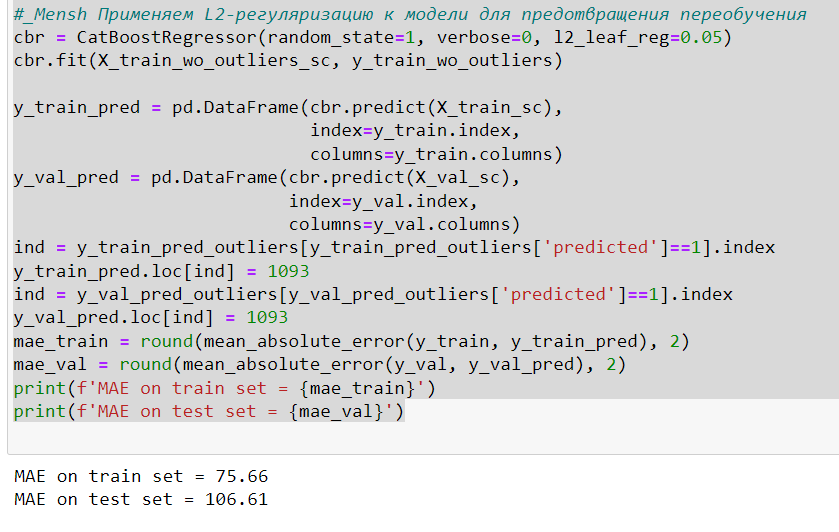 #_Mensh Применяем L2-регуляризацию к модели для предотвращения переобучения
cbr = CatBoostRegressor(random_state=1, verbose=0, l2_leaf_reg=0.05)
cbr.fit(X_train_wo_outliers_sc, y_train_wo_outliers)

y_train_pred = pd.DataFrame(cbr.predict(X_train_sc),
                            index=y_train.index,
                            columns=y_train.columns)
y_val_pred = pd.DataFrame(cbr.predict(X_val_sc),
                          index=y_val.index,
                          columns=y_val.columns)
ind = y_train_pred_outliers[y_train_pred_outliers['predicted']==1].index
y_train_pred.loc[ind] = 1093
ind = y_val_pred_outliers[y_val_pred_outliers['predicted']==1].index
y_val_pred.loc[ind] = 1093
mae_train = round(mean_absolute_error(y_train, y_train_pred), 2)
mae_val = round(mean_absolute_error(y_val, y_val_pred), 2)
print(f'MAE on train set = {mae_train}')
print(f'MAE on test set = {mae_val}')
MAE on train set = 75.66
MAE on test set = 106.61